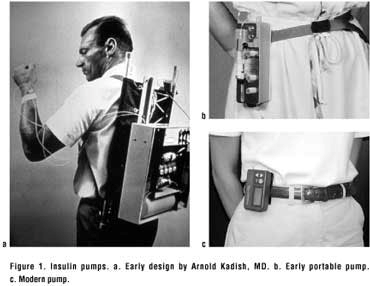 a
b
c
Figure 1. Insulin pumps. a. Early design by Arnold Kadish, MD. b. Early portable pump.
c. Modern pump.